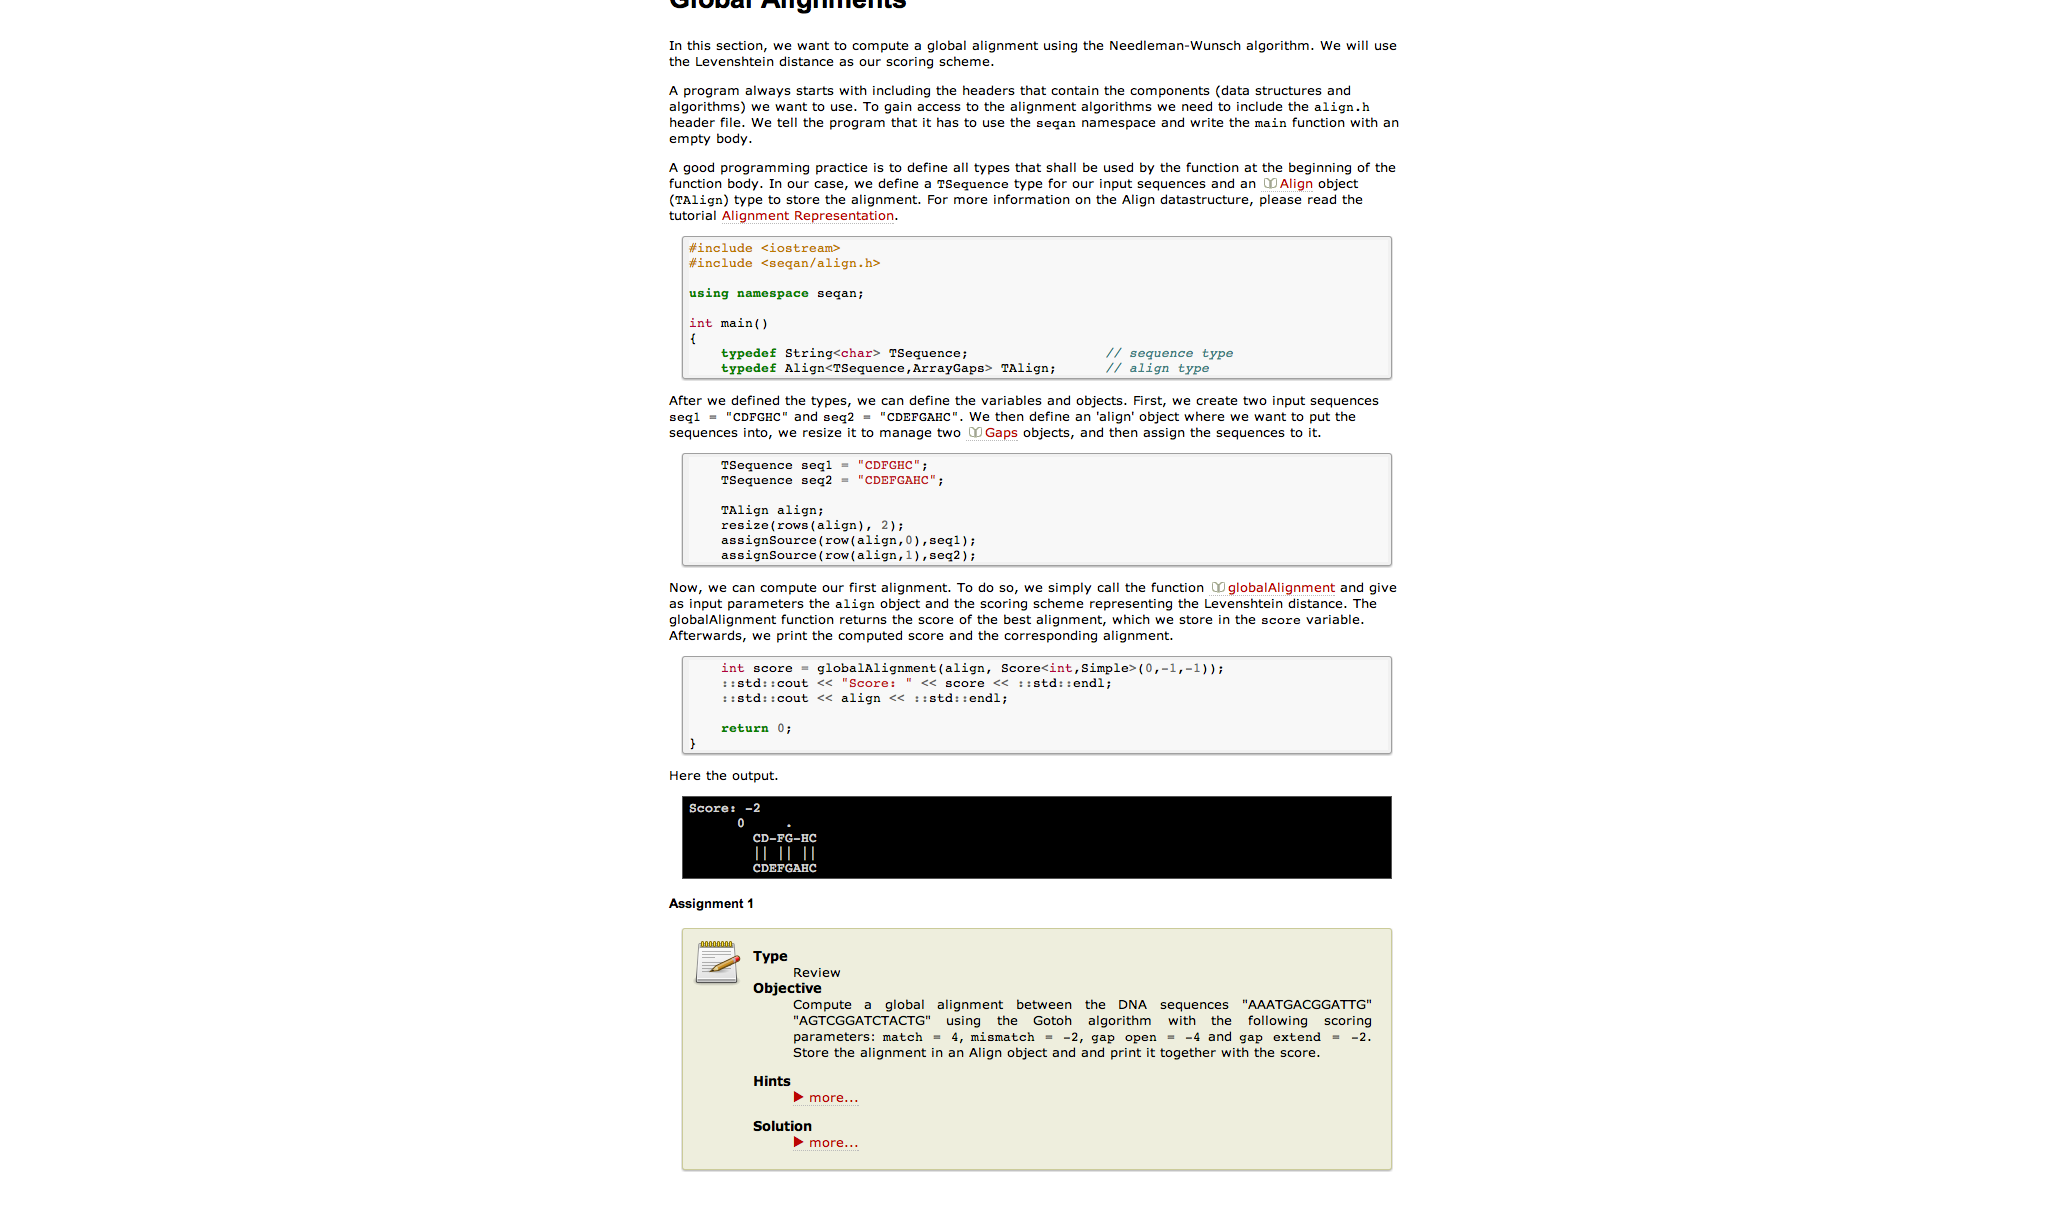 Global Alignments
In this section, we want to compute a global alignment using the Needleman-Wunsch algorithm. We will use
the Levenshtein distance as our scoring scheme.
A program always starts with including the headers that contain the components (data structures and
algorithms) we want to use. To gain access to the alignment algorithms we need to include the align.h
header file. We tell the program that it has to use the seqan namespace and write the main function with an
empty body.
A good programming practice is to define all types that shall be used by the function at the beginning of the
function body. In our case, we define a TSequence type for our input sequences and an Align object
(TAlign) type to store the alignment. For more information on the Align datastructure, please read the
tutorial Alignment Representation.
#include <iostream>
#include <seqan/align.h>
using namespace seqan;
int main()
{
typedef String<char> TSequence; // sequence type
typedef Align<TSequence,ArrayGaps> TAlign; // align type
After we defined the types, we can define the variables and objects. First, we create two input sequences
seq1 = "CDFGHC" and seq2 = "CDEFGAHC". We then define an 'align' object where we want to put the
sequences into, we resize it to manage two Gaps objects, and then assign the sequences to it.
TSequence seq1 = "CDFGHC";
TSequence seq2 = "CDEFGAHC";
TAlign align;
resize(rows(align), 2);
assignSource(row(align,0),seq1);
assignSource(row(align,1),seq2);
Now, we can compute our first alignment. To do so, we simply call the function globalAlignment and give
as input parameters the align object and the scoring scheme representing the Levenshtein distance. The
globalAlignment function returns the score of the best alignment, which we store in the score variable.
Afterwards, we print the computed score and the corresponding alignment.
int score = globalAlignment(align, Score<int,Simple>(0,-1,-1));
::std::cout << "Score: " << score << ::std::endl;
::std::cout << align << ::std::endl;
return 0;
}
Here the output.
Score: -2
0 .
CD-FG-HC
|| || ||
CDEFGAHC
Assignment 1
Type
Review
Objective
Compute a global alignment between the DNA sequences "AAATGACGGATTG"
"AGTCGGATCTACTG" using the Gotoh algorithm with the following scoring
parameters: match = 4, mismatch = -2, gap open = -4 and gap extend = -2.
Store the alignment in an Align object and and print it together with the score.
Hints
more...
Solution
more...